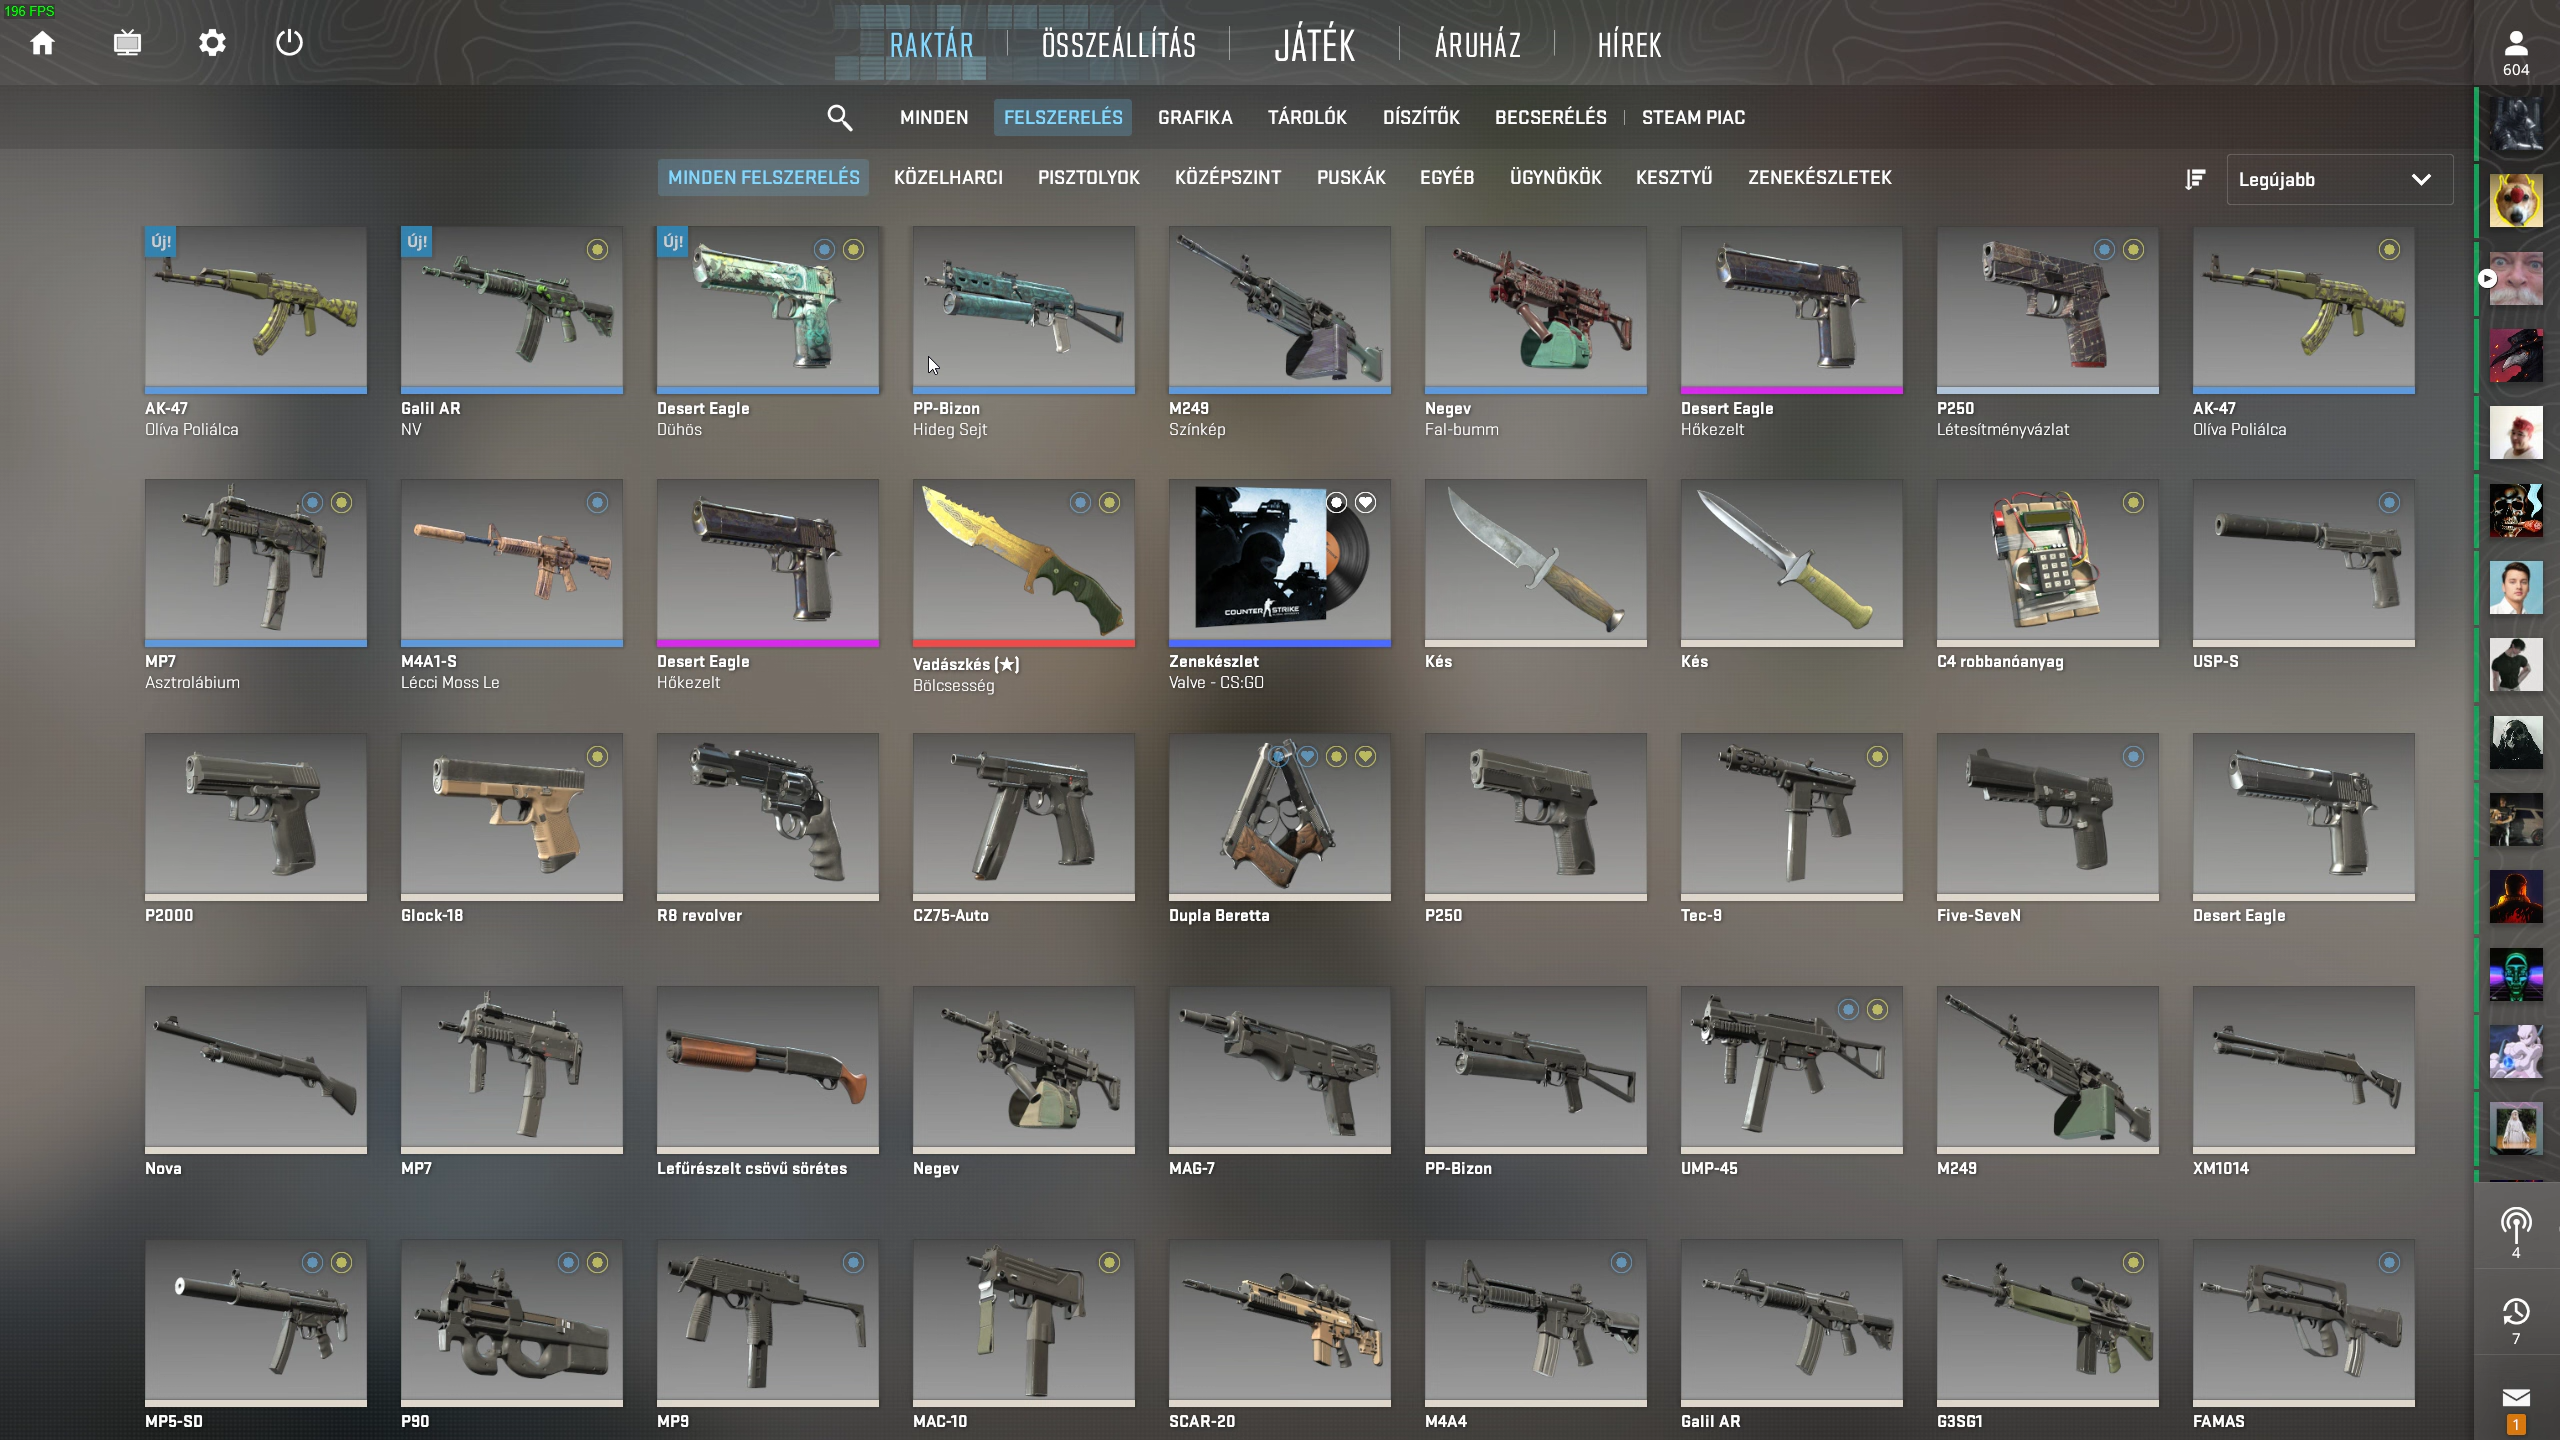 196 FPS
RAKTÁR
ÖSSZEÁLLÍTÁS
JÁTÉK
ÁRUHÁZ
HÍREK
604
MINDEN
FELSZERELÉS
GRAFIKA
TÁROLÓK
DÍSZÍTŐK
BECSERÉLÉS
STEAM PIAC
MINDEN FELSZERELÉS
KÖZELHARCI
PISZTOLYOK
KÖZÉPSZINT
PUSKÁK
EGYÉB
ÜGYNÖKÖK
KESZTYŰ
ZENEKÉSZLETEK
Legújabb
Új!
AK-47
Olíva Poliálca
Új!
Galil AR
NV
Új!
Desert Eagle
Dühös
PP-Bizon
Hideg Sejt
M249
Színkép
Negev
Fal-bumm
Desert Eagle
Hőkezelt
P250
Létesítményvázlat
AK-47
Olíva Poliálca
MP7
Asztrolábium
M4A1-S
Lécci Moss Le
Desert Eagle
Hőkezelt
Vadászkés (★)
Bölcsesség
COUNTER STRIKE
Zenekészlet
Valve - CS:GO
Kés
Kés
C4 robbanóanyag
USP-S
P2000
Glock-18
R8 revolver
CZ75-Auto
Dupla Beretta
P250
Tec-9
Five-SeveN
Desert Eagle
Nova
MP7
Lefűrészelt csövű sörétes
Negev
MAG-7
PP-Bizon
UMP-45
M249
XM1014
MP5-SD
P90
MP9
MAC-10
SCAR-20
M4A4
Galil AR
G3SG1
FAMAS
4
7
1